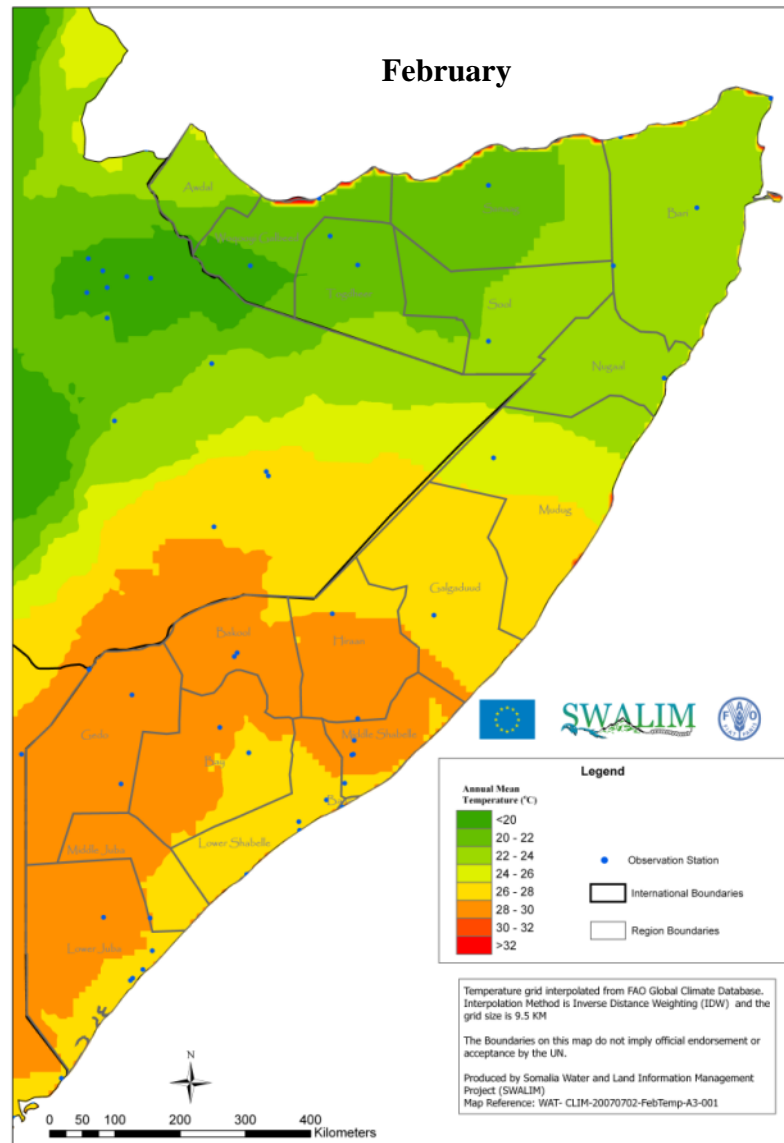 February
Awdal
Woqooyi Galbeed
Togdheer
Sanaag
Bari
Sool
Nugaal
Mudug
Galgaduud
Bakool
Hiraan
Gedo
Bay
Middle Shabelle
Lower Shabelle
Middle Juba
Lower Juba
SWALIM
FAO
FIAT PANIS
Legend
Annual Mean
Temperature (°C)
<20
20 - 22
22 - 24
24 - 26
26 - 28
28 - 30
30 - 32
>32
Observation Station
International Boundaries
Region Boundaries
Temperature grid interpolated from FAO Global Climate Database.
Interpolation Method is Inverse Distance Weighting (IDW) and the
grid size is 9.5 KM
The Boundaries on this map do not imply official endorsement or
acceptance by the UN.
Produced by Somalia Water and Land Information Management
Project (SWALIM)
Map Reference: WAT- CLIM-20070702-FebTemp-A3-001
N
0 50 100 200 300 400
Kilometers